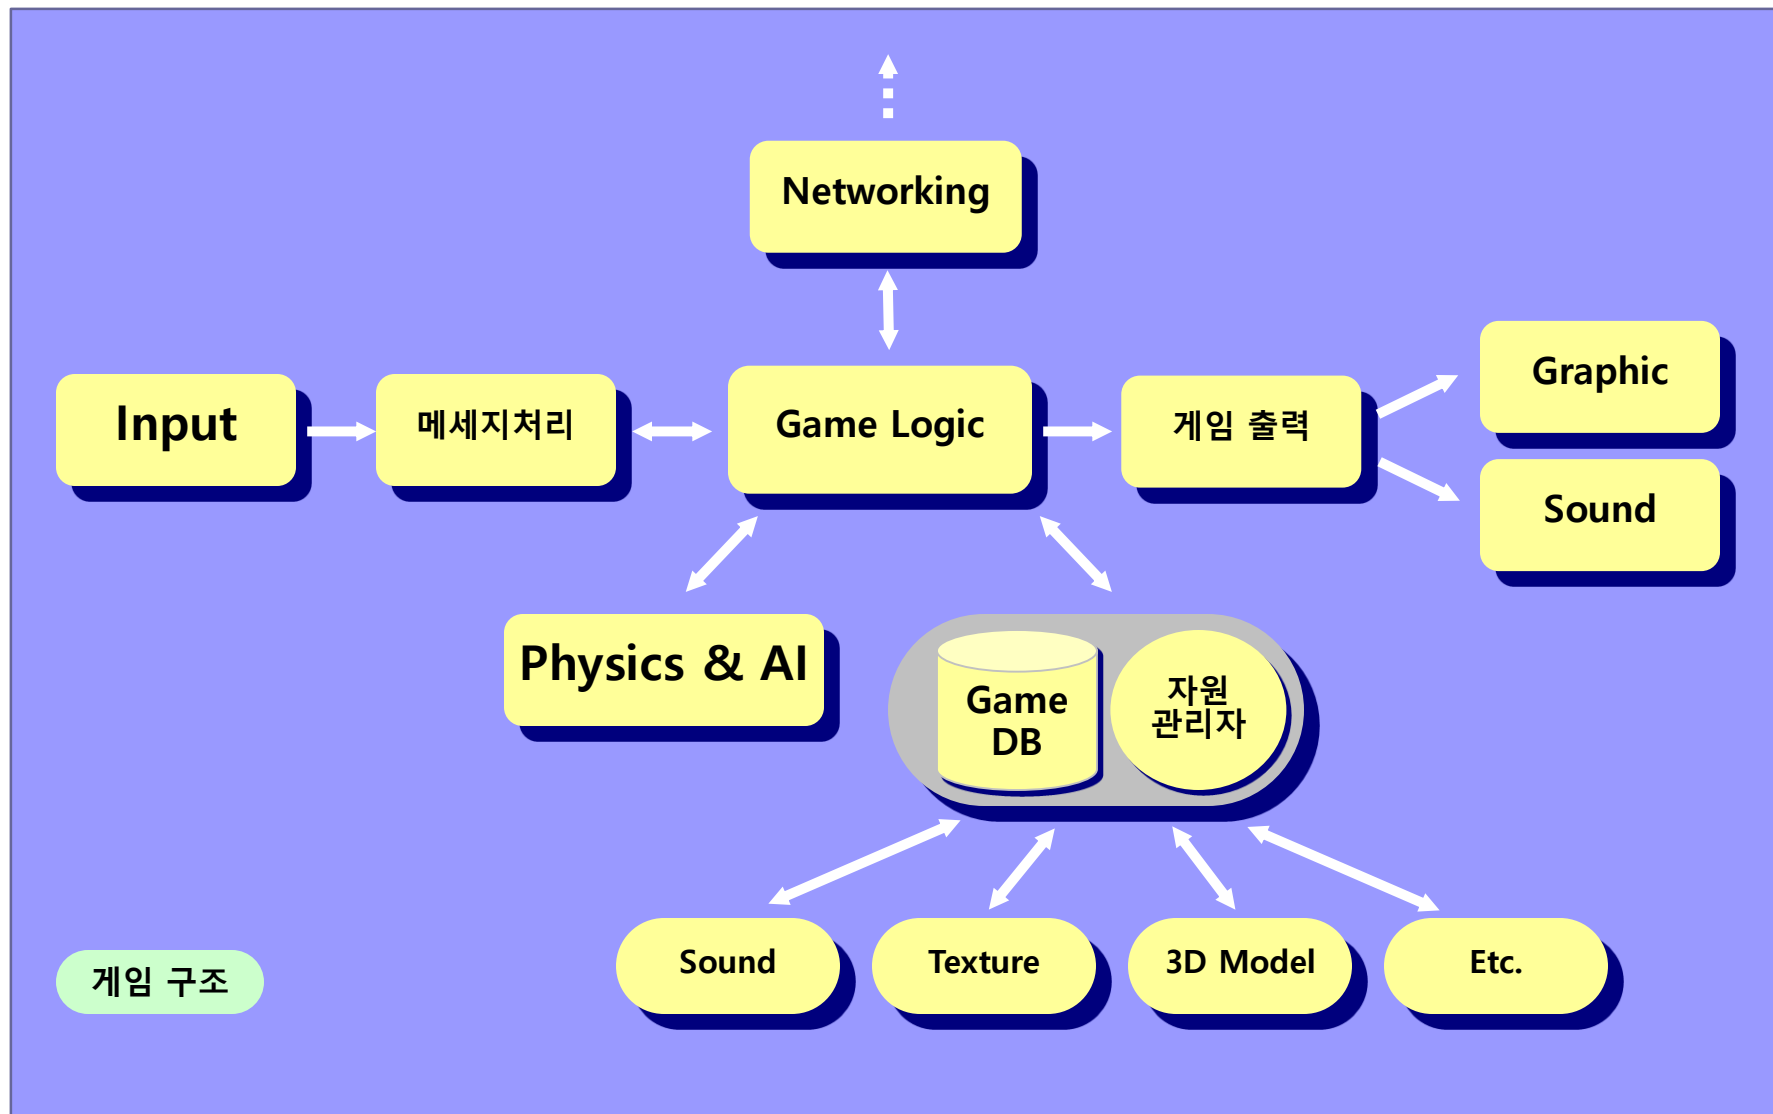 Networking
Input
메세지처리
Game Logic
게임 출력
Graphic
Sound
Physics & AI
Game
DB
자원
관리자
Sound
Texture
3D Model
Etc.
게임 구조